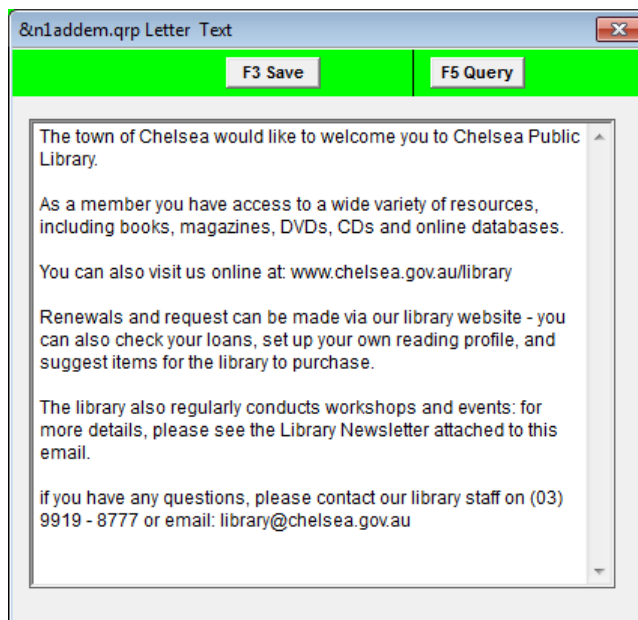 &n1addem.qrp Letter  Text
F3 Save
F5 Query
The town of Chelsea would like to welcome you to Chelsea Public
Library.
As a member you have access to a wide variety of resources,
including books, magazines, DVDs, CDs and online databases.
You can also visit us online at: www.chelsea.gov.au/library
Renewals and request can be made via our library website - you
can also check your loans, set up your own reading profile, and
suggest items for the library to purchase.
The library also regularly conducts workshops and events: for
more details, please see the Library Newsletter attached to this
email.
if you have any questions, please contact our library staff on (03)
9919 - 8777 or email: library@chelsea.gov.au